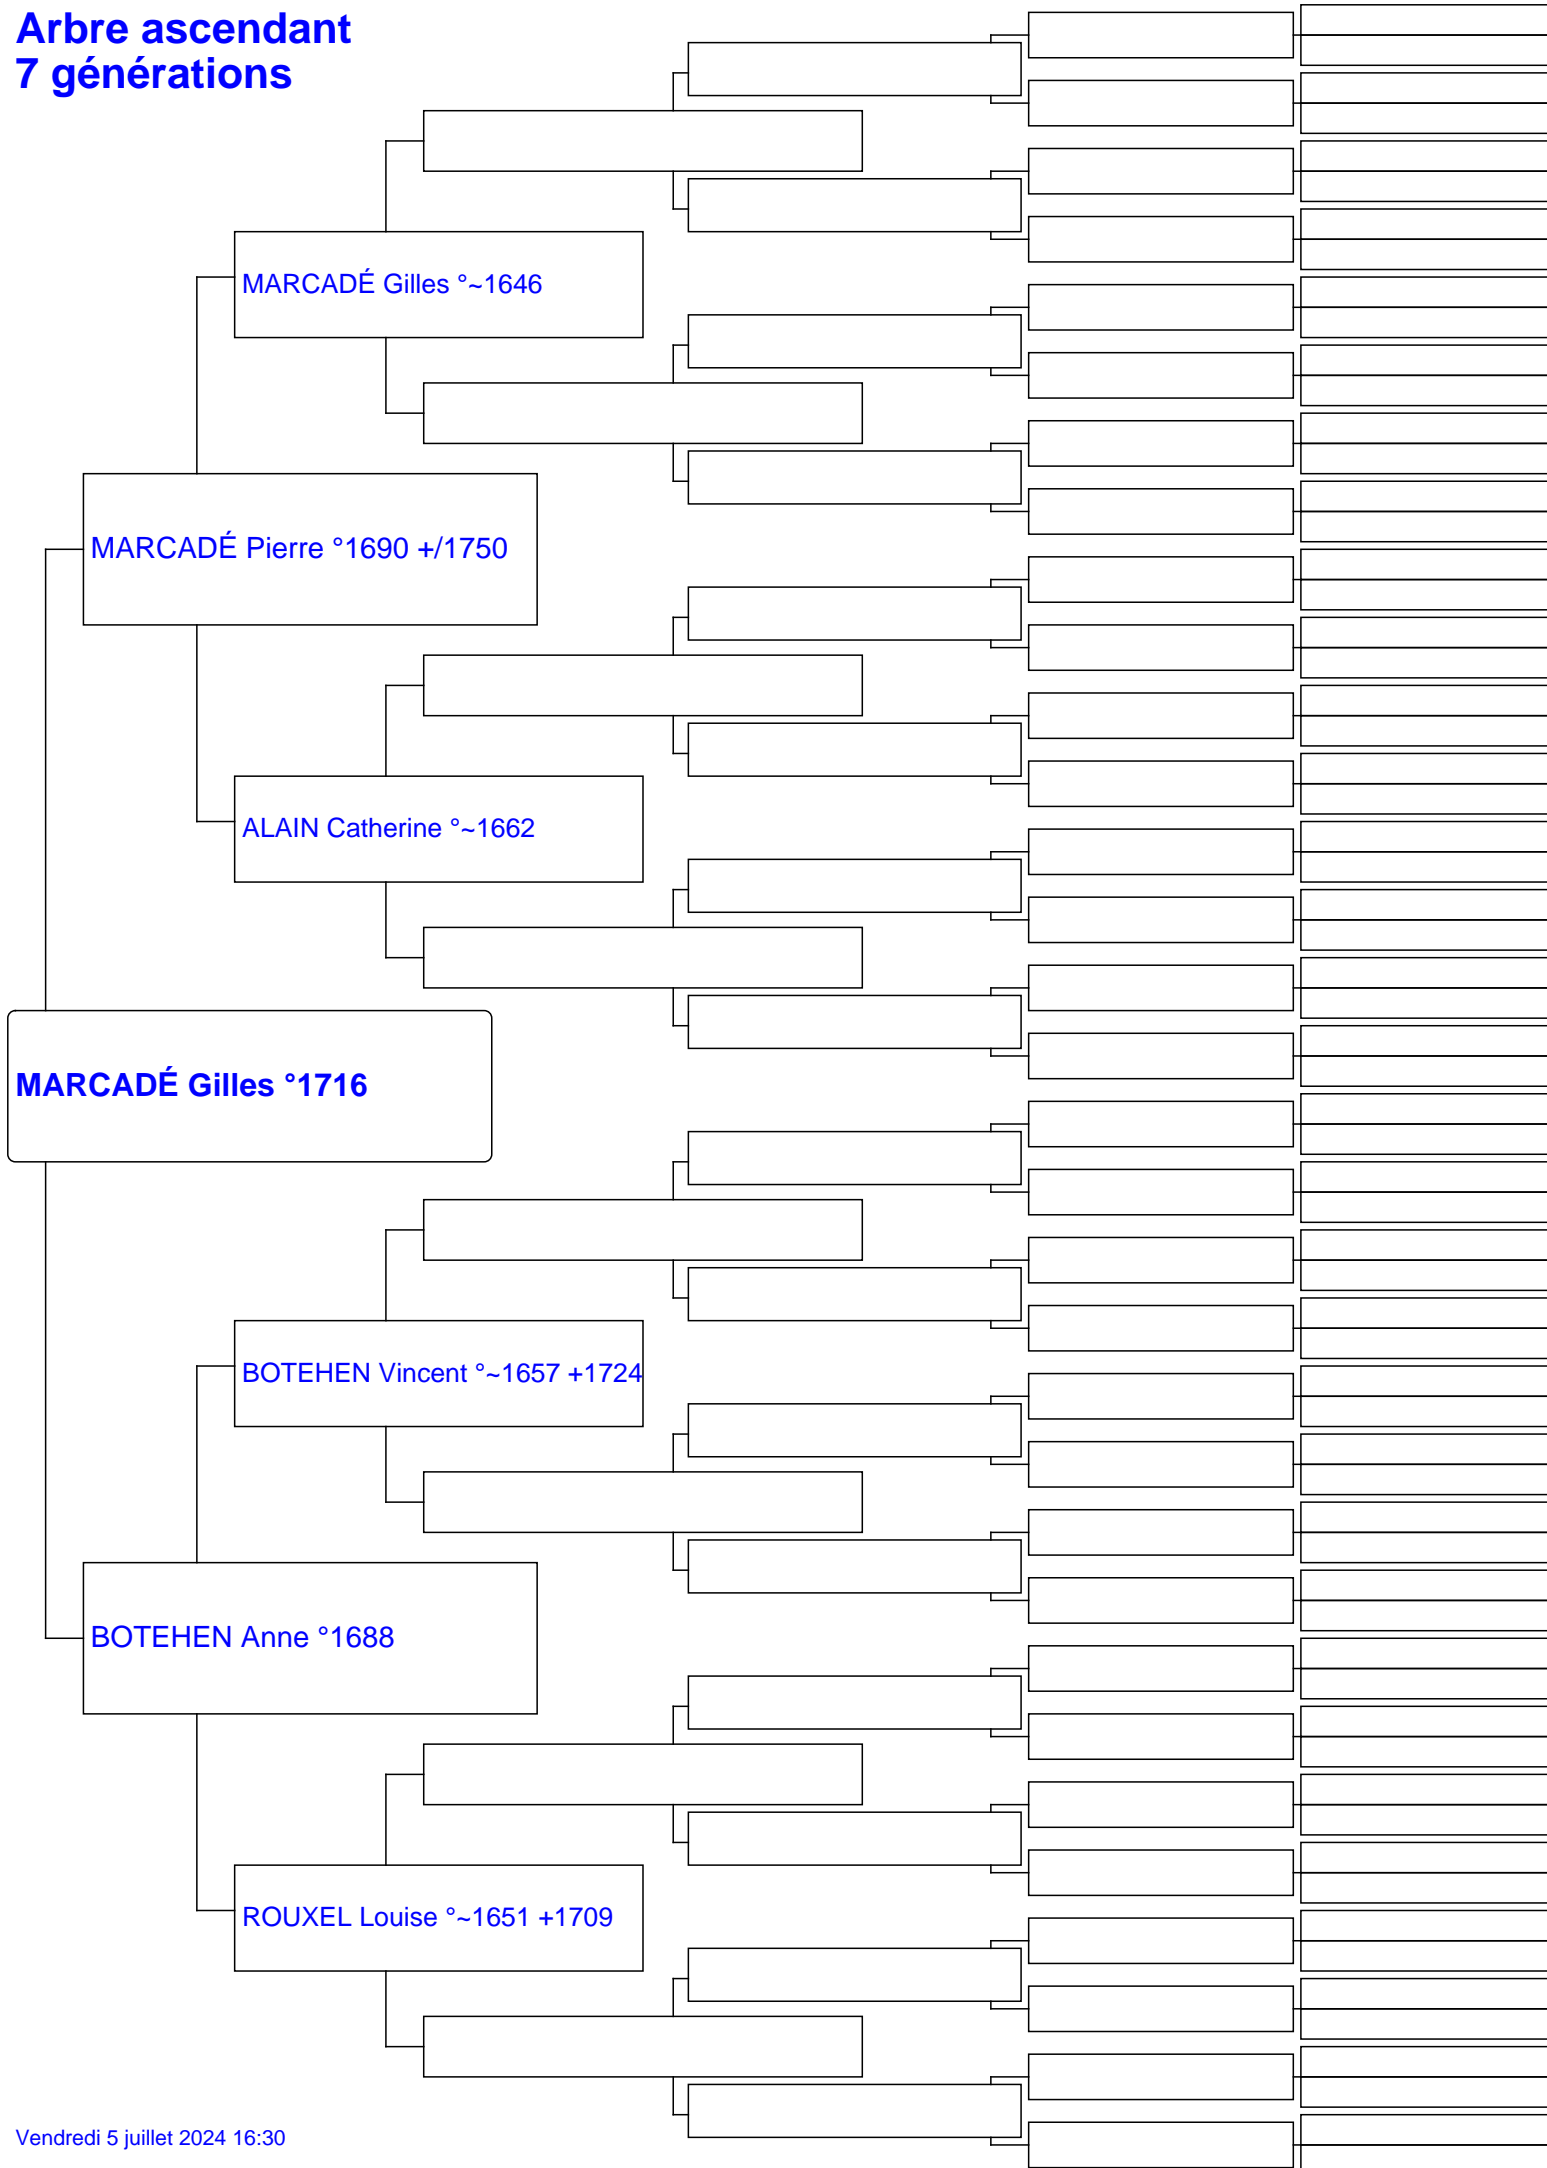 Arbre ascendant
7 générations
MARCADÉ Gilles °~1646
MARCADÉ Pierre °1690 +/1750
ALAIN Catherine °~1662
MARCADÉ Gilles °1716
BOTEHEN Vincent °~1657 +1724
BOTEHEN Anne °1688
ROUXEL Louise °~1651 +1709
Vendredi 5 juillet 2024 16:30